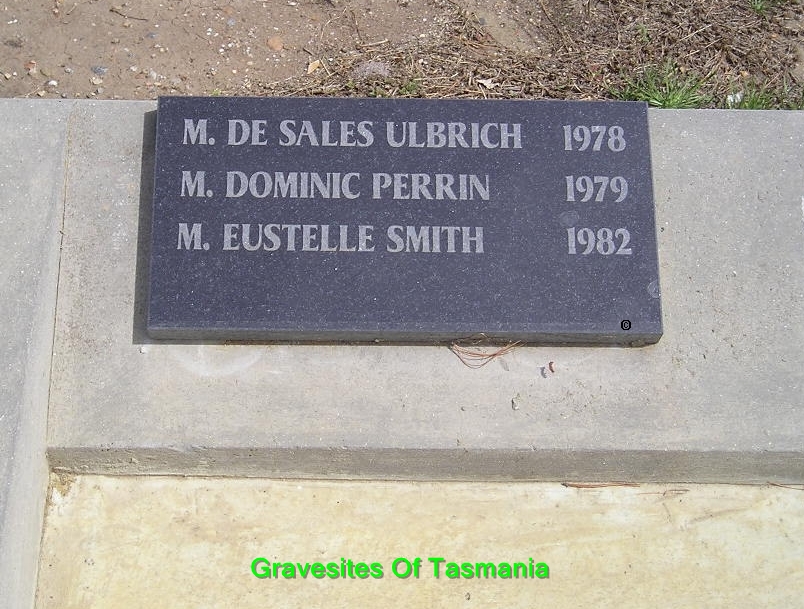 M. DE SALES ULBRICH 1978
M. DOMINIC PERRIN 1979
M. EUSTELLE SMITH 1982
©
Gravesites Of Tasmania